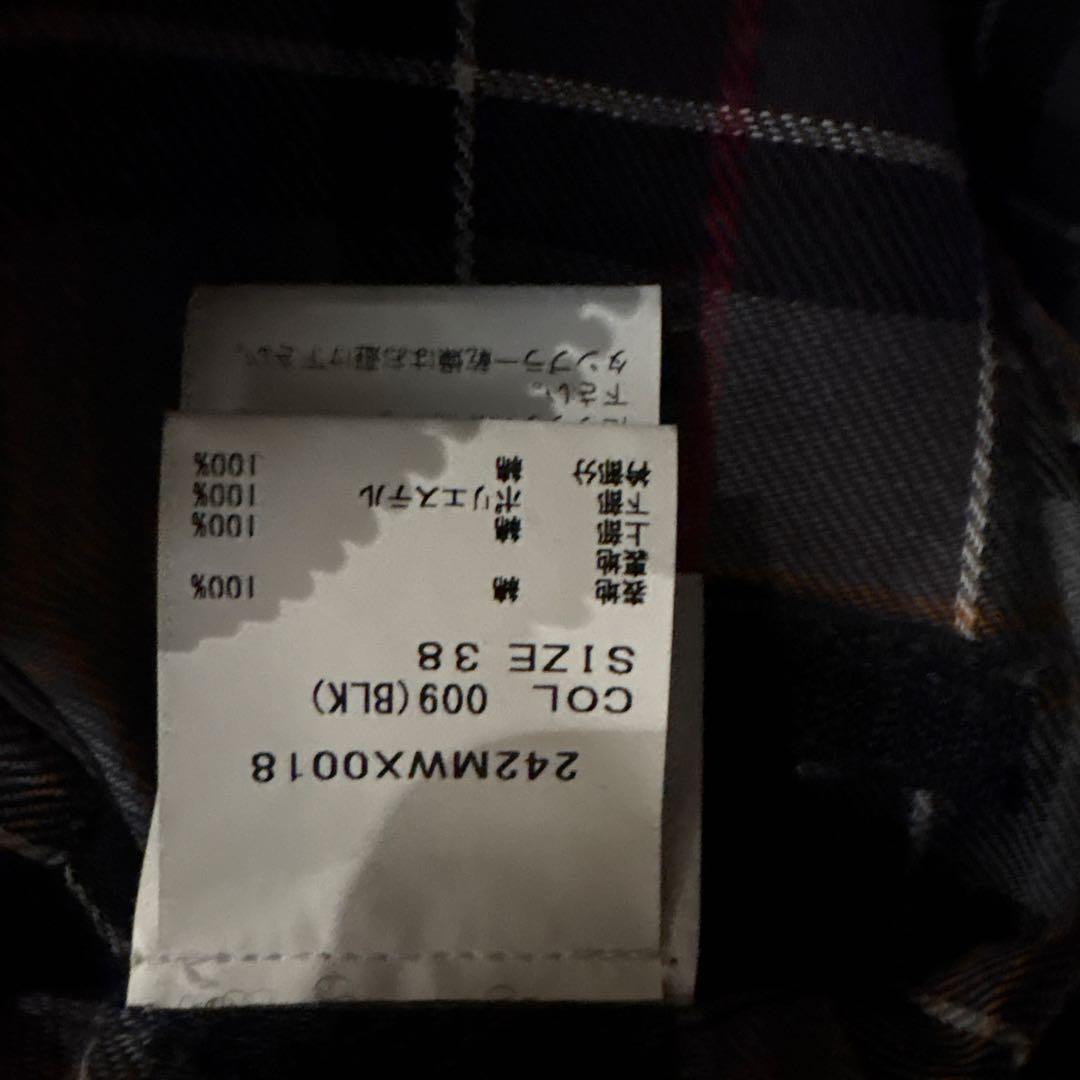 242MWX0018
COL 009(BLK)
SIZE 38
表地 綿 100%
裏地
上部 綿 100%
下部 ポリエステル 100%
衿部分 綿 100%
下さい。
タンブラー乾燥はお避け下さい。